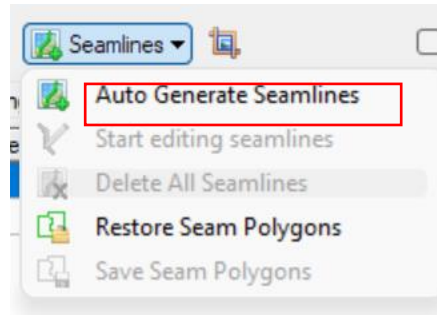 Seamlines
Auto Generate Seamlines
Start editing seamlines
Delete All Seamlines
Restore Seam Polygons
Save Seam Polygons